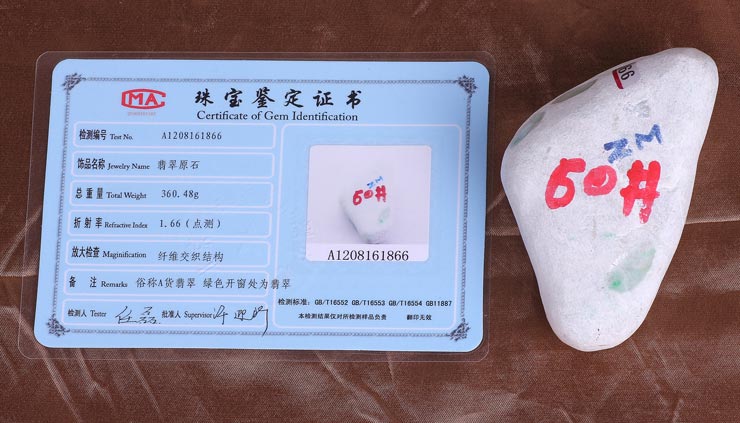 CMA
珠宝鉴定证书
Certificate of Gem Identification
检测编号 Test No. A1208161866
饰品名称 Jewelry Name 翡翠原石
总重量 Total Weight 360.48g
折射率 Refractive Index 1.66（点测）
放大检查 Maginification 纤维交织结构
备 注 Remarks 俗称A货翡翠 绿色开窗处为翡翠
检测人 Tester 批准人 Supervisor
NM
60#
A1208161866
检测标准: GB/T16552 GB/T16553 GB/T16554 GB11887
本检测结果仅对所检测样品负责 翻印无效
NM
60#